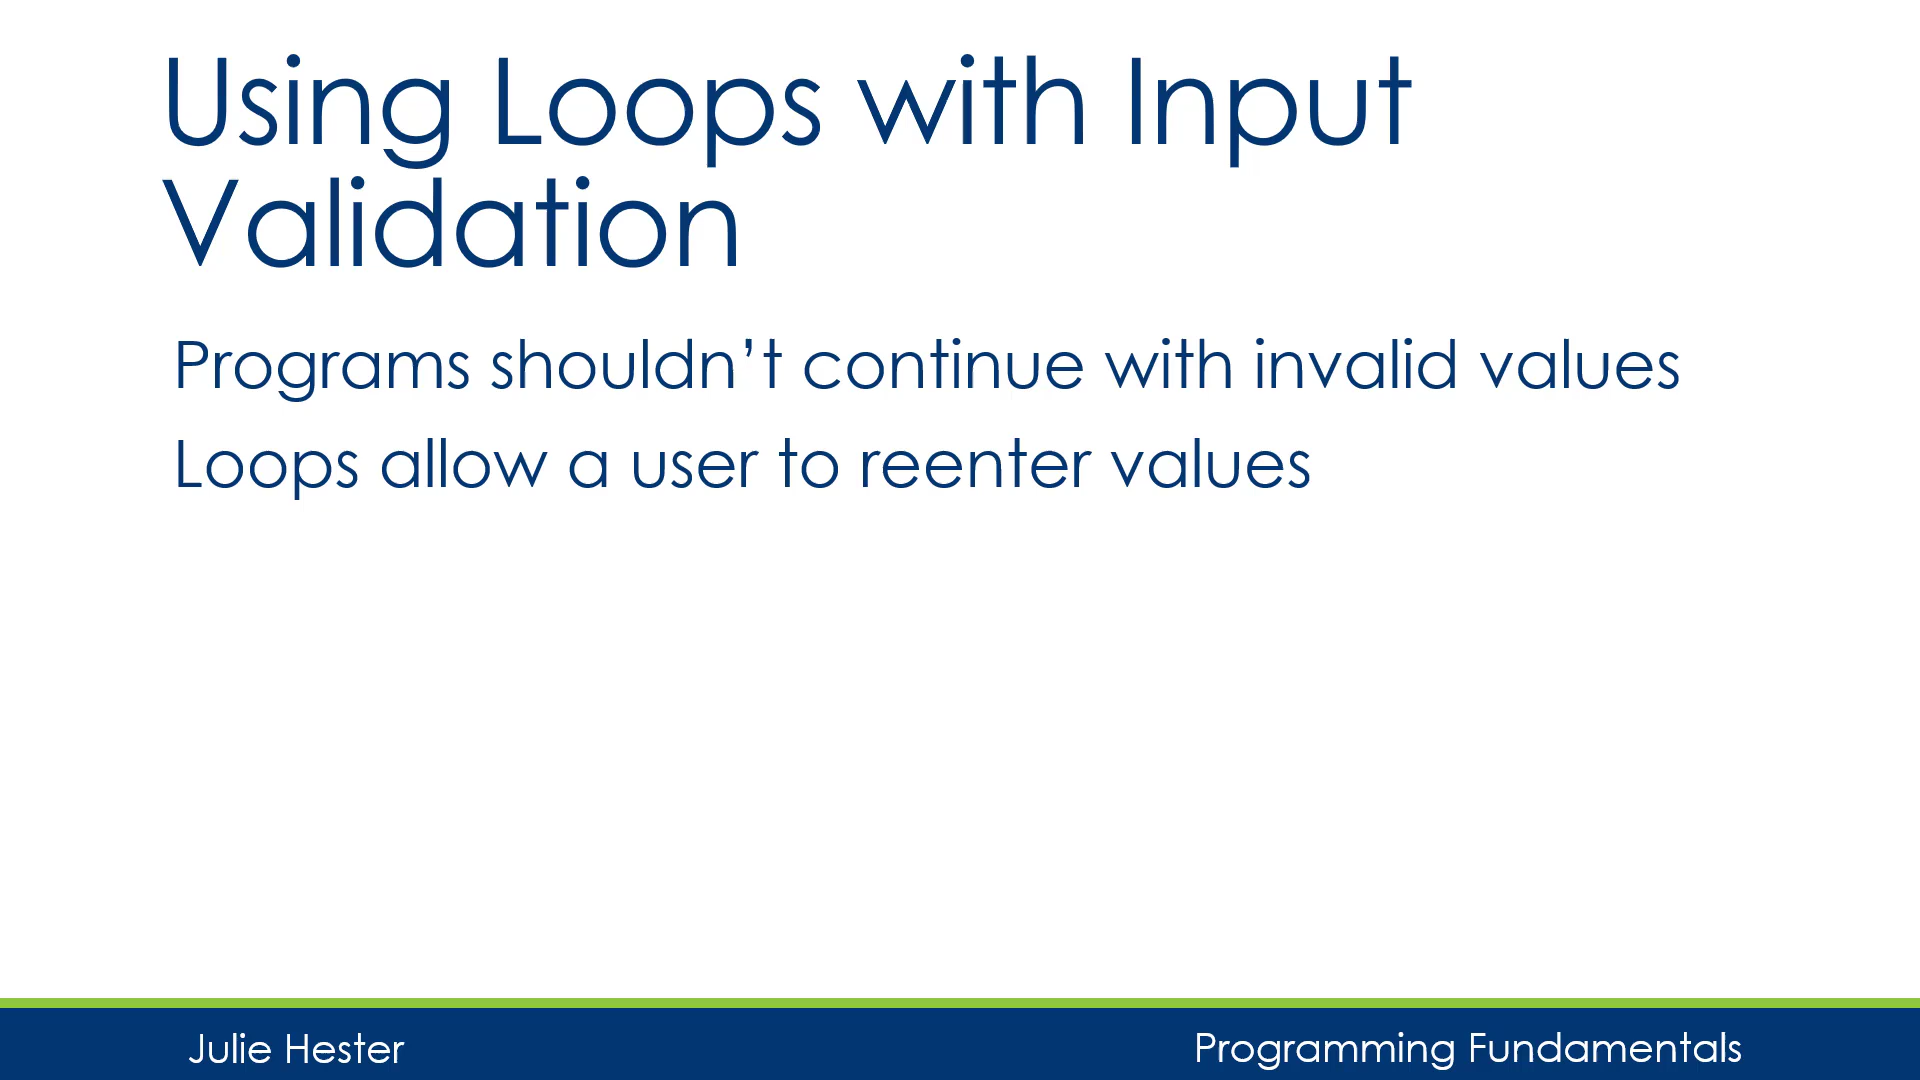 Using Loops with Input
Validation
Programs shouldn’t continue with invalid values
Loops allow a user to reenter values
Julie Hester
Programming Fundamentals